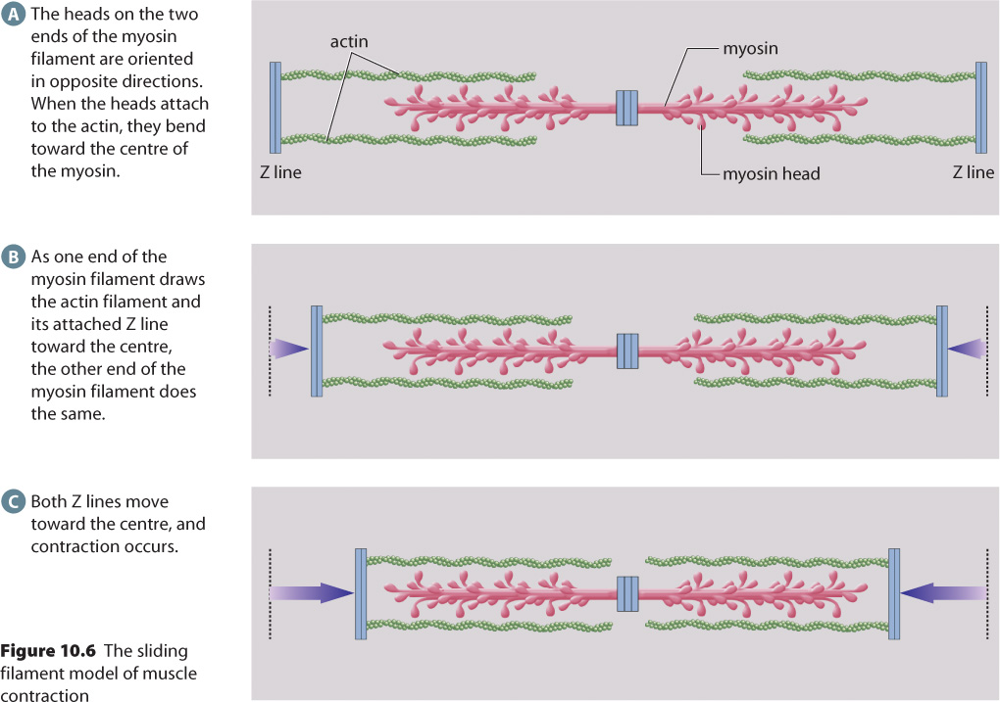 A The heads on the two
ends of the myosin
filament are oriented
in opposite directions.
When the heads attach
to the actin, they bend
toward the centre of
the myosin.
actin
myosin
Z line
myosin head
Z line
B As one end of the
myosin filament draws
the actin filament and
its attached Z line
toward the centre,
the other end of the
myosin filament does
the same.
C Both Z lines move
toward the centre, and
contraction occurs.
Figure 10.6 The sliding
filament model of muscle
contraction